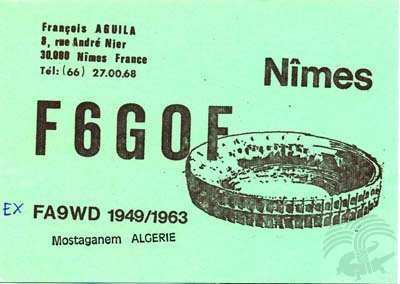 François AGUILA
8, rue André Nier
30.000 Nîmes France
Tél: (66) 27.00.68
Nîmes
F6GOF
EX FA9WD 1949/1963
Mostaganem ALGERIE